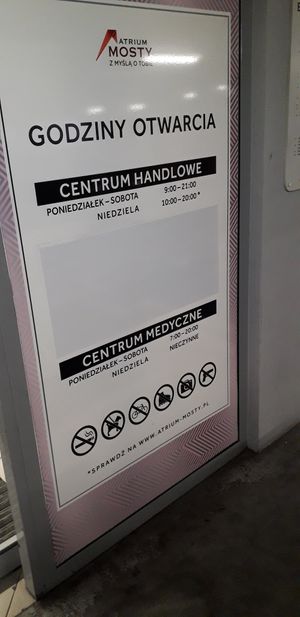 ATRIUM
MOSTY
Z MYŚLĄ O TOBIE
GODZINY OTWARCIA
CENTRUM HANDLOWE
PONIEDZIAŁEK – SOBOTA 9:00 – 21:00
NIEDZIELA 10:00 – 20:00*
CENTRUM MEDYCZNE
PONIEDZIAŁEK – SOBOTA 7:00 – 20:00
NIEDZIELA NIECZYNNE
*SPRAWDŹ NA WWW.ATRIUM-MOSTY.PL